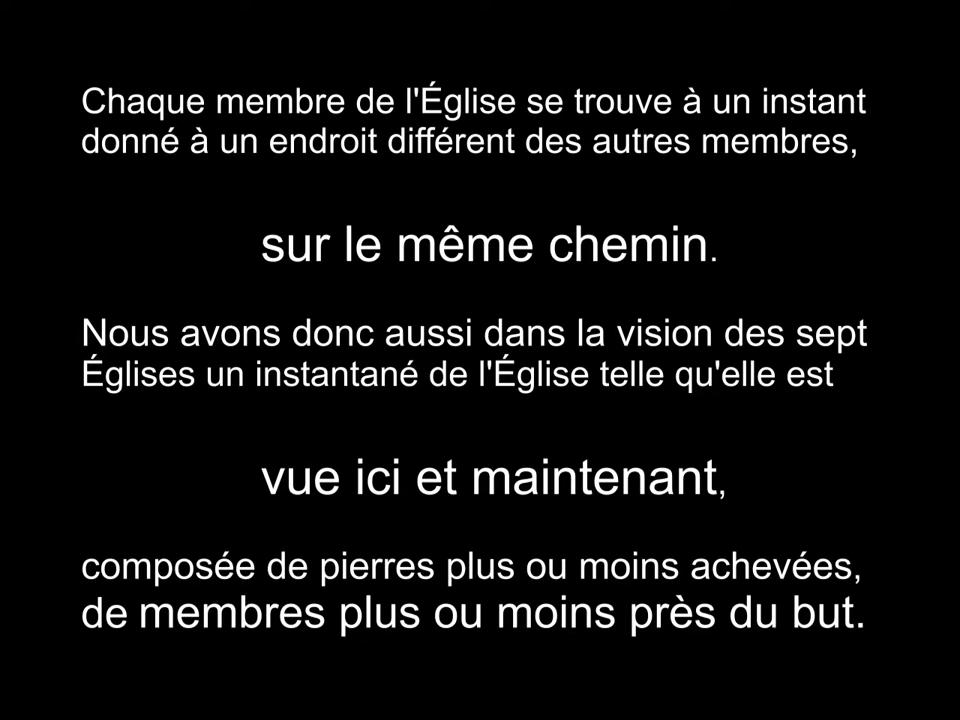 Chaque membre de l'Église se trouve à un instant
donné à un endroit différent des autres membres,
sur le même chemin.
Nous avons donc aussi dans la vision des sept
Églises un instantané de l'Église telle qu'elle est
vue ici et maintenant,
composée de pierres plus ou moins achevées,
de membres plus ou moins près du but.